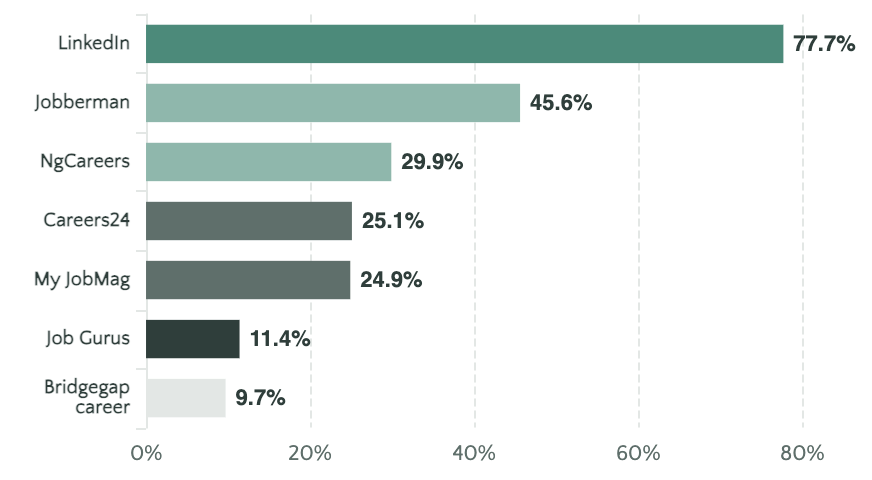 LinkedIn 77.7%
Jobberman 45.6%
NgCareers 29.9%
Careers24 25.1%
My JobMag 24.9%
Job Gurus 11.4%
Bridgegap
career 9.7%
0% 20% 40% 60% 80%